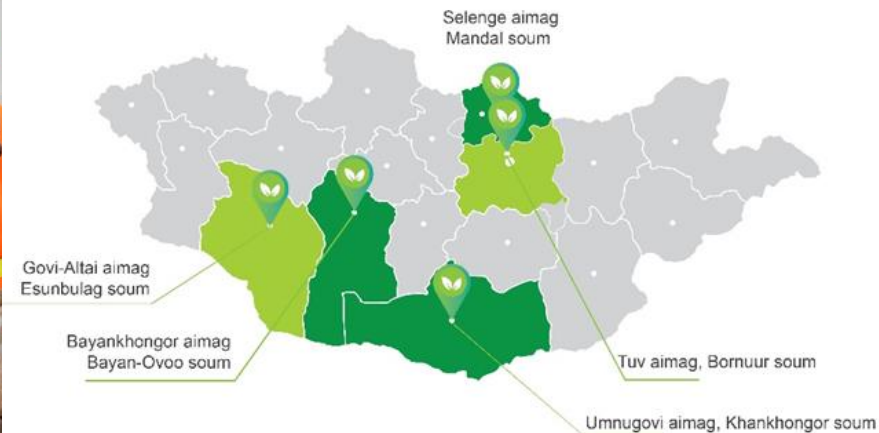 Selenge aimag
Mandal soum
Govi-Altai aimag
Esunbulag soum
Bayankhongor aimag
Bayan-Ovoo soum
Tuv aimag, Bornuur soum
Umnugovi aimag, Khankhongor soum